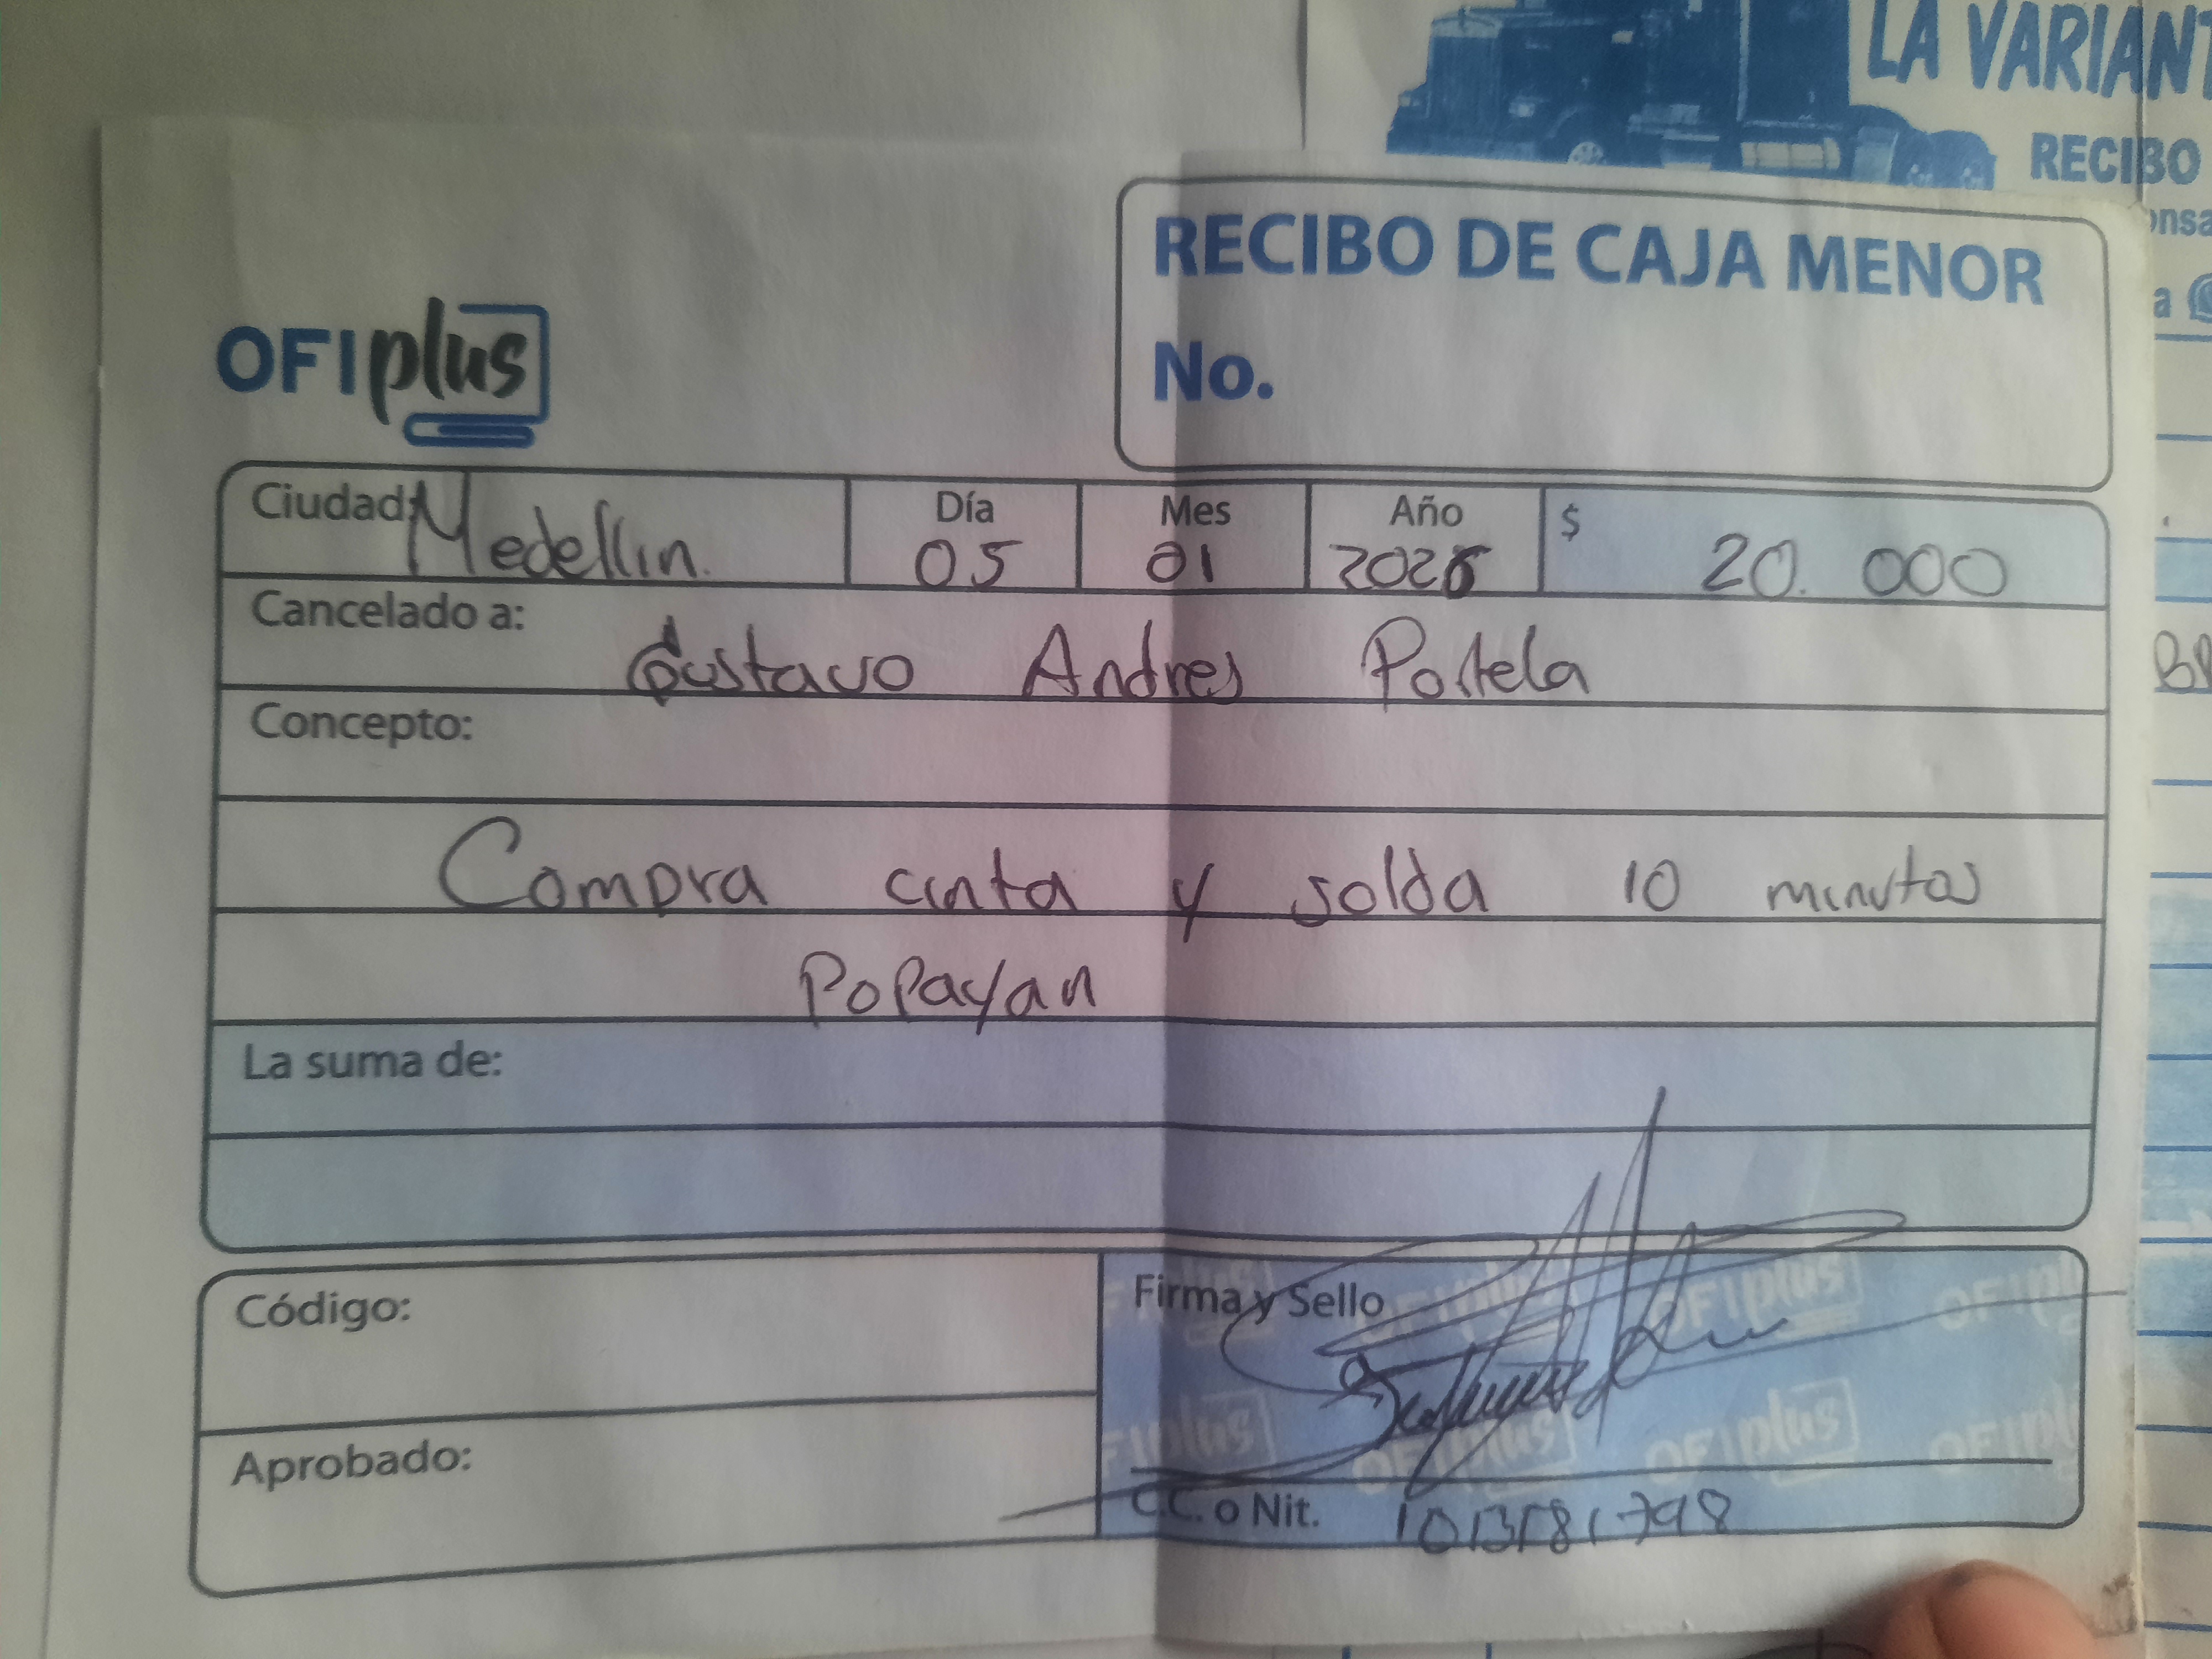 LA VARIANT
RECIBO
OFIplus
RECIBO DE CAJA MENOR
No.
Ciudad: Medellin.
Día 05
Mes 01
Año 2026
$ 20.000
Cancelado a: Gustavo Andres Portela
Concepto:
Compra cinta y solda 10 minutos
Popayan
La suma de:
Código:
Aprobado:
Firma y Sello
C.C. o Nit.